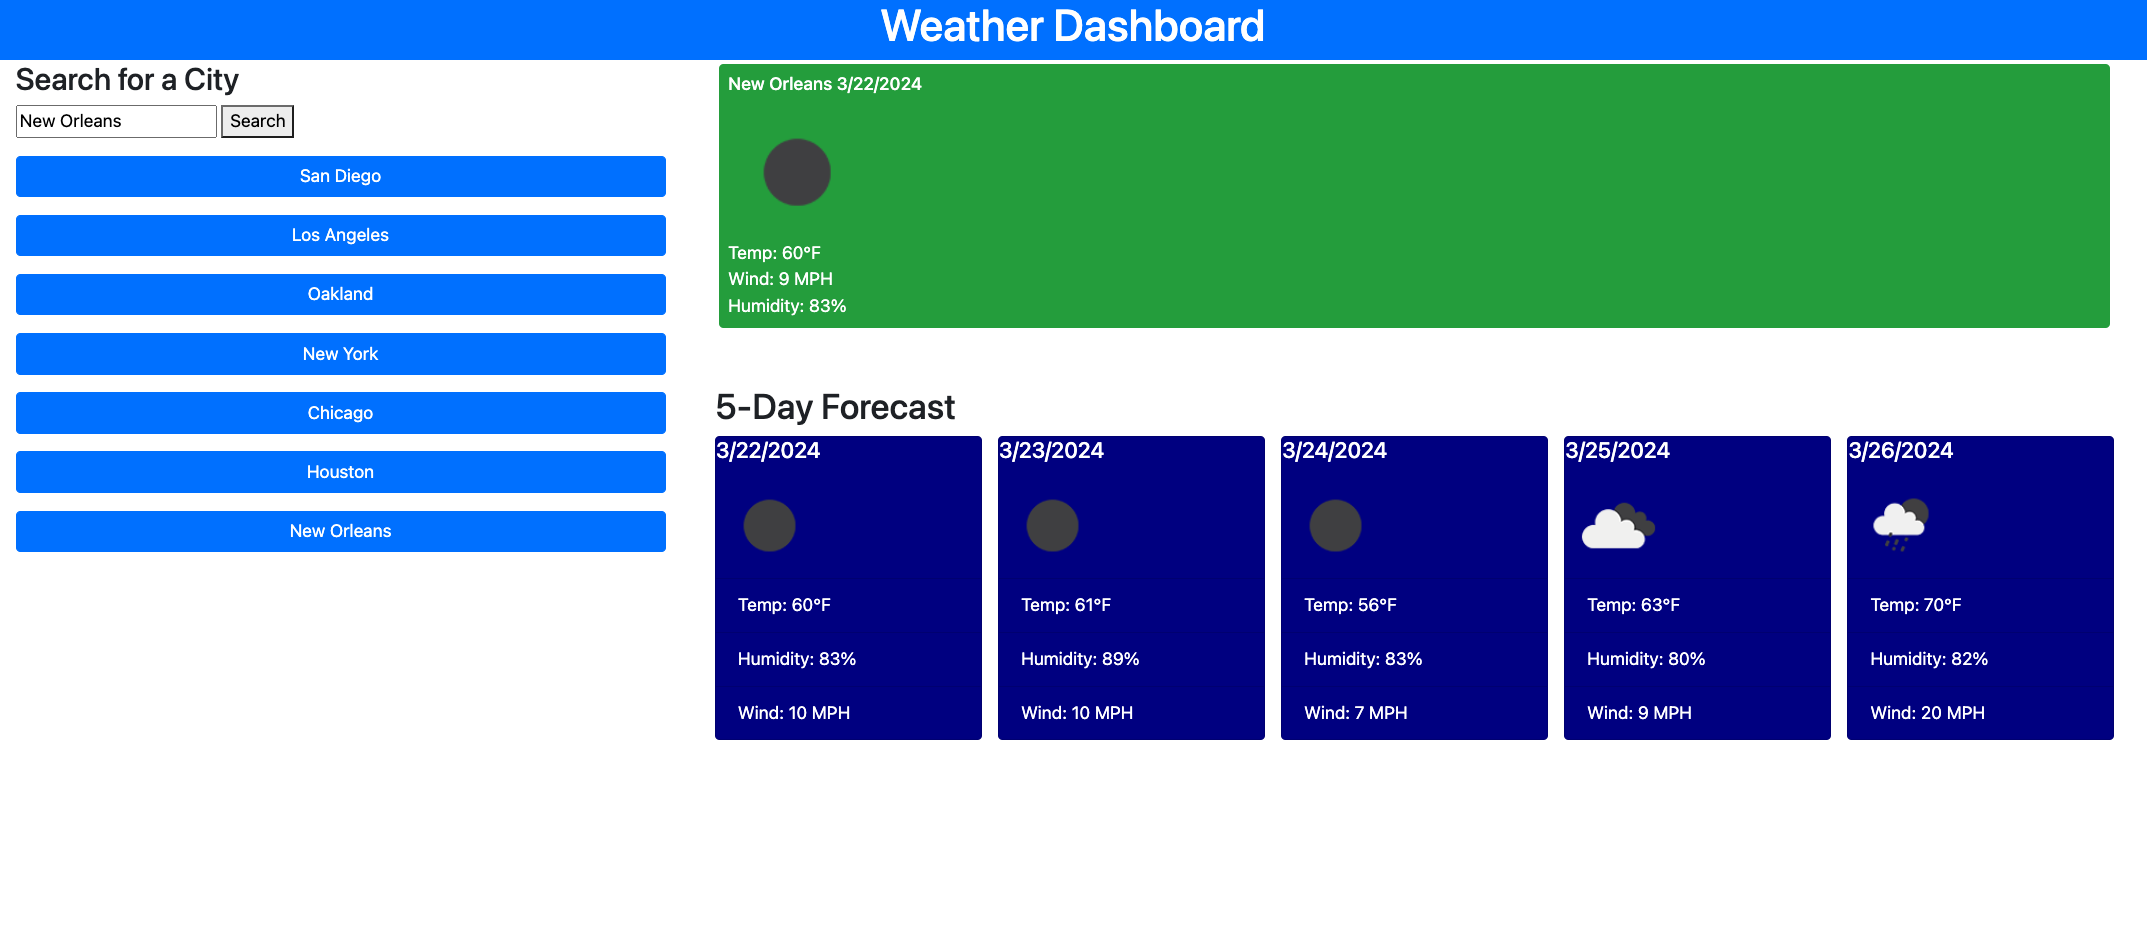 Weather Dashboard
Search for a City
New Orleans Search
San Diego
Los Angeles
Oakland
New York
Chicago
Houston
New Orleans
New Orleans 3/22/2024
Temp: 60°F
Wind: 9 MPH
Humidity: 83%
5-Day Forecast
3/22/2024
Temp: 60°F
Humidity: 83%
Wind: 10 MPH
3/23/2024
Temp: 61°F
Humidity: 89%
Wind: 10 MPH
3/24/2024
Temp: 56°F
Humidity: 83%
Wind: 7 MPH
3/25/2024
Temp: 63°F
Humidity: 80%
Wind: 9 MPH
3/26/2024
Temp: 70°F
Humidity: 82%
Wind: 20 MPH